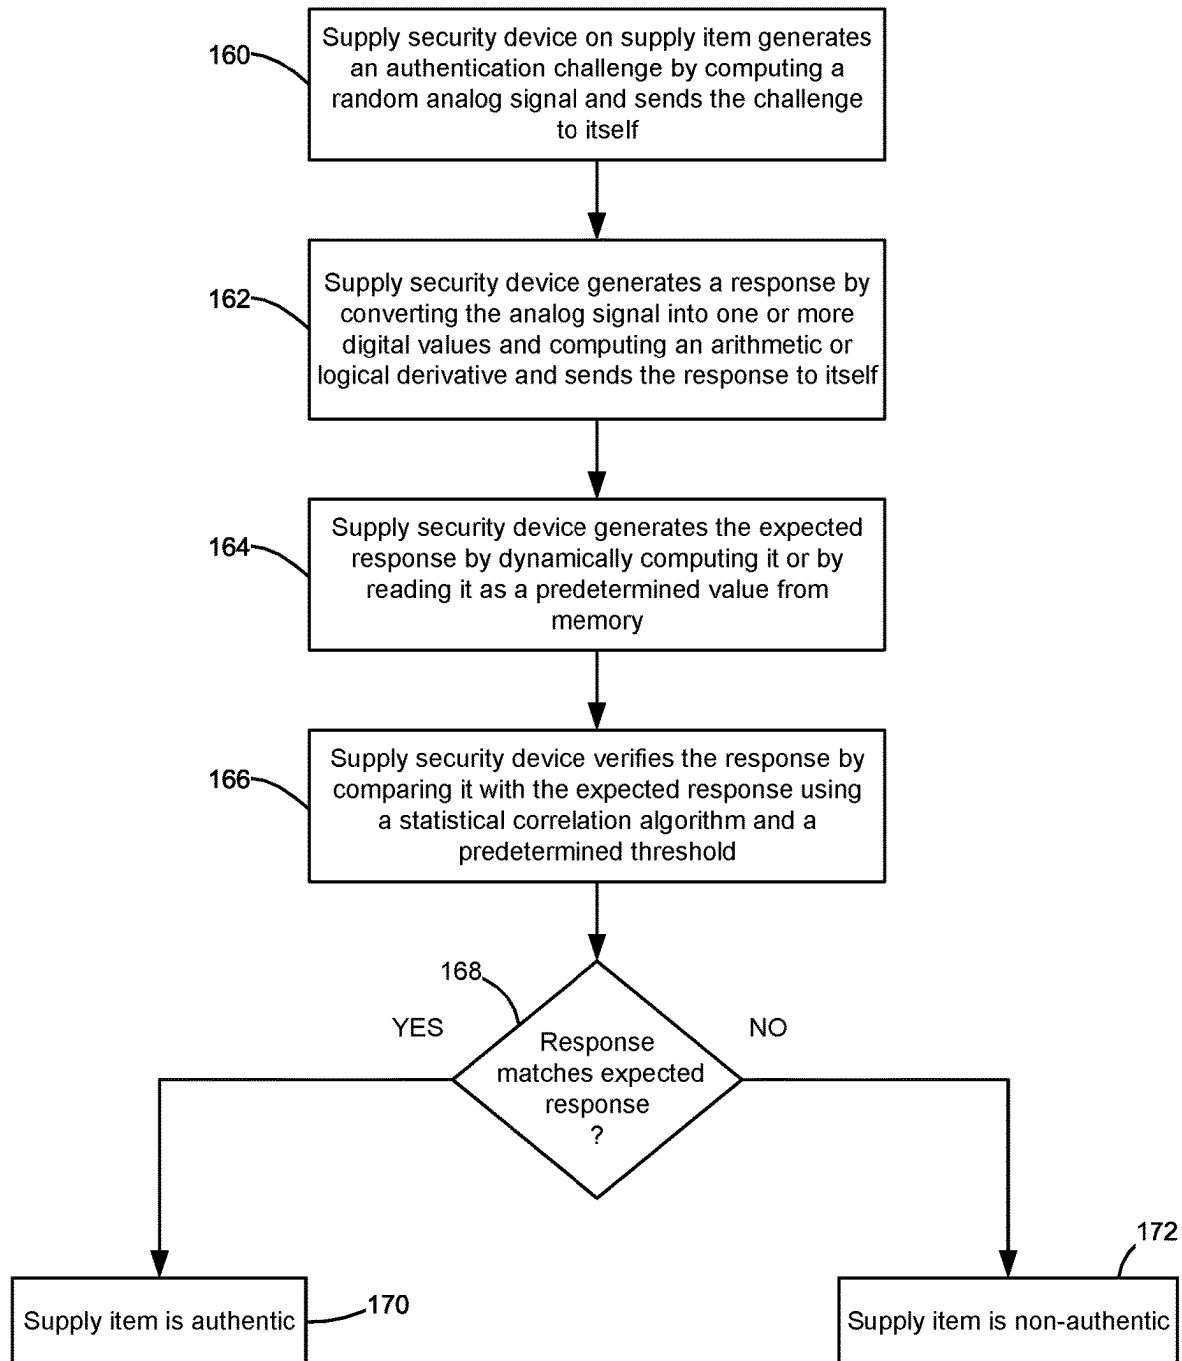 160
Supply security device on supply item generates
an authentication challenge by computing a
random analog signal and sends the challenge
to itself
162
Supply security device generates a response by
converting the analog signal into one or more
digital values and computing an arithmetic or
logical derivative and sends the response to itself
164
Supply security device generates the expected
response by dynamically computing it or by
reading it as a predetermined value from
memory
166
Supply security device verifies the response by
comparing it with the expected response using
a statistical correlation algorithm and a
predetermined threshold
168
YES
NO
Response
matches expected
response
?
Supply item is authentic
170
172
Supply item is non-authentic